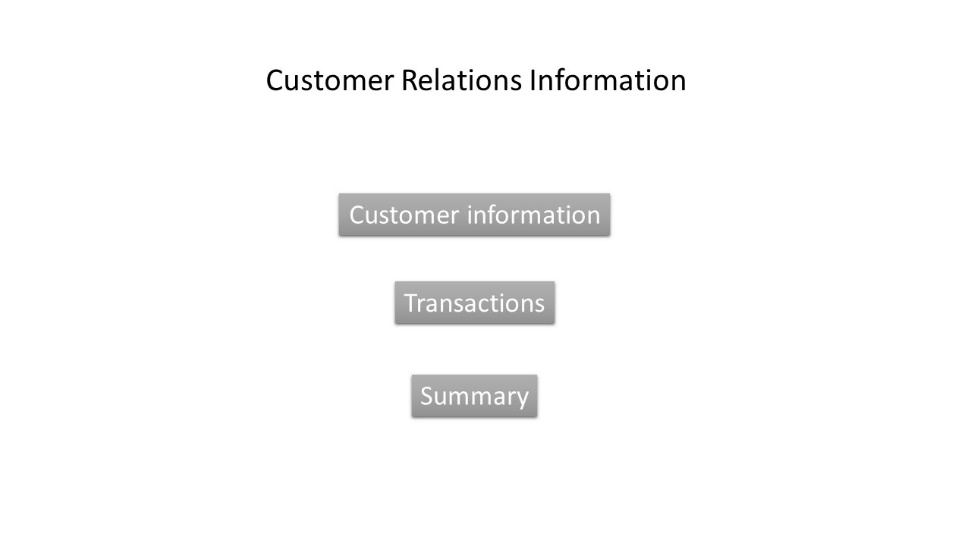 Customer Relations Information
Customer information
Transactions
Summary